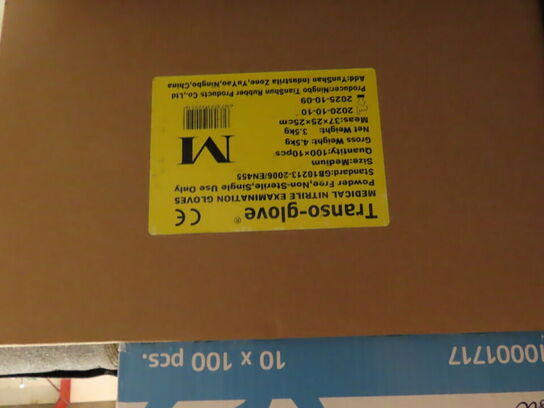 Transo-glove®
CE
MEDICAL NITRILE EXAMINATION GLOVES
Powder Free,Non-Sterile,Single Use Only
Standard:GB10213-2006/EN455
Size:Medium
Quantity:100×10pcs
Gross Weight: 4.5kg
Net Weight: 3.5kg
Meas:37×25×25cm
2020-10-10
2025-10-09
Producer:Ningbo TianShun Rubber Products Co.,Ltd
Add:YunShan Industrita Zone,YuYao,Ningbo,China
M
10 x 100 pcs.
10001717